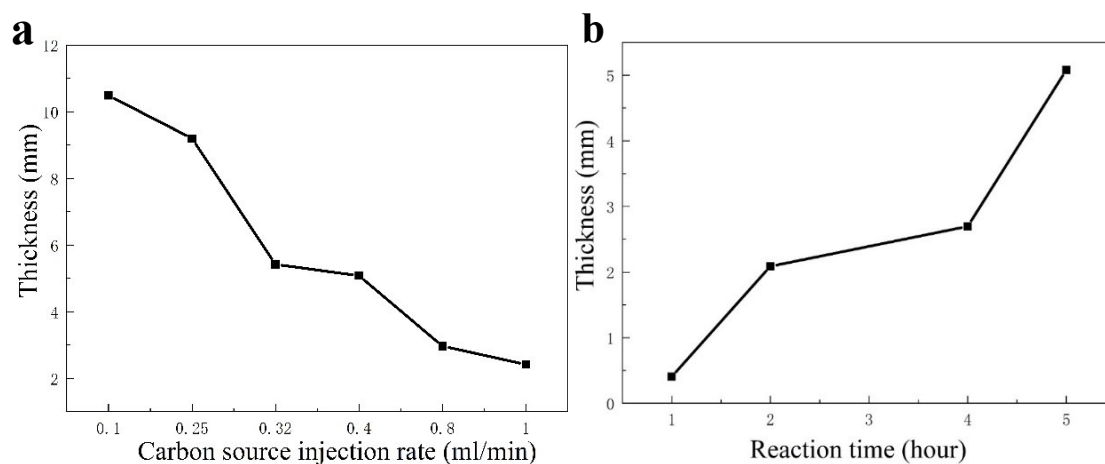 a
12
10
8
6
4
2
Thickness (mm)
0.1 0.25 0.32 0.4 0.8 1
Carbon source injection rate (ml/min)
b
5
4
3
2
1
0
Thickness (mm)
1 2 3 4 5
Reaction time (hour)